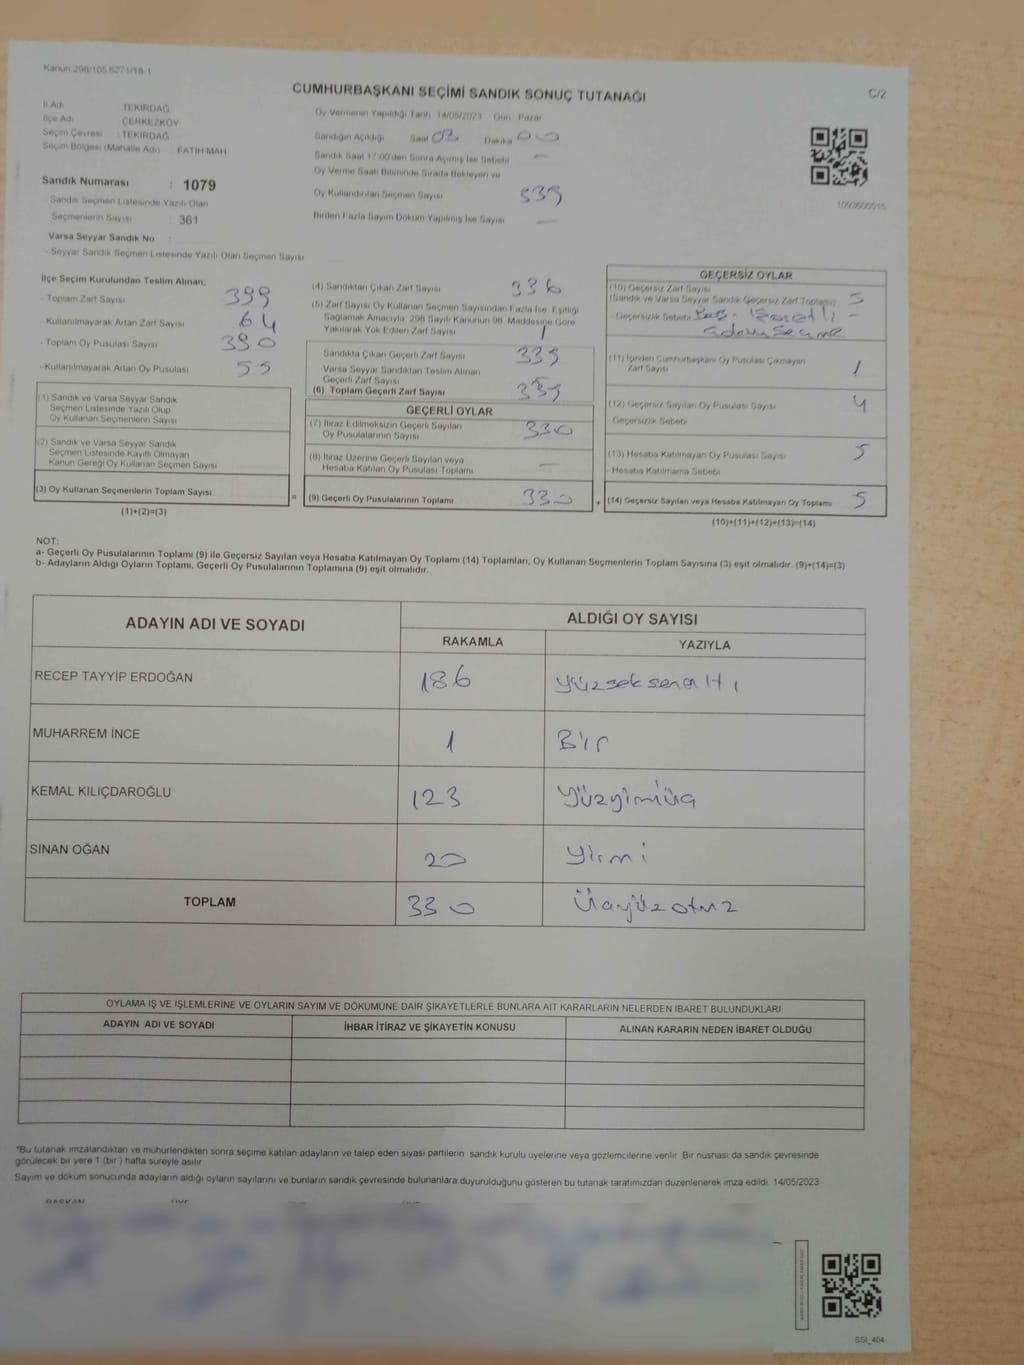 Kanun 298/105,6271/18-1
CUMHURBAŞKANI SEÇİMİ SANDIK SONUÇ TUTANAĞI
C/2
İl Adı TEKİRDAĞ
İlçe Adı ÇERKEZKÖY
Seçim Çevresi : TEKİRDAĞ
Seçim Bölgesi (Mahalle Adı) FATİH MAH
Sandık Numarası : 1079
Sandık Seçmen Listesinde Yazılı Olan
Seçmenlerin Sayısı : 361
Varsa Seyyar Sandık No
- Seyyar Sandık Seçmen Listesinde Yazılı Olan Seçmen Sayısı
Oy Vermenin Yapıldığı Tarih :14/05/2023 Gün Pazar
Sandığın Açıldığı Saat 08 Dakika 00
Sandık Saat 17:00'den Sonra Açılmış İse Sebebi —
Oy Verme Saati Bitiminde Sırada Bekleyen ve
Oy Kullandırılan Seçmen Sayısı 335
Birden Fazla Sayım Döküm Yapılmış İse Sayısı —
İlçe Seçim Kurulundan Teslim Alınan;
- Toplam Zarf Sayısı 399
- Kullanılmayarak Artan Zarf Sayısı 64
- Toplam Oy Pusulası Sayısı 390
- Kullanılmayarak Artan Oy Pusulası 55
(1) Sandık ve Varsa Seyyar Sandık
Seçmen Listesinde Yazılı Olup
Oy Kullanan Seçmenlerin Sayısı
(2) Sandık ve Varsa Seyyar Sandık
Seçmen Listesinde Kayıtlı Olmayan
Kanun Gereği Oy Kullanan Seçmen Sayısı
(3) Oy Kullanan Seçmenlerin Toplam Sayısı =
(1)+(2)=(3)
(4) Sandıktan Çıkan Zarf Sayısı 336
(5) Zarf Sayısı Oy Kullanan Seçmen Sayısından Fazla İse, Eşitliği
Sağlamak Amacıyla, 298 Sayılı Kanunun 98. Maddesine Göre
Yakılarak Yok Edilen Zarf Sayısı 1
Sandıkta Çıkan Geçerli Zarf Sayısı 335
Varsa Seyyar Sandıktan Teslim Alınan
Geçerli Zarf Sayısı
(6) Toplam Geçerli Zarf Sayısı 335
GEÇERLİ OYLAR
(7) İtiraz Edilmeksizin Geçerli Sayılan
Oy Pusulalarının Sayısı 330
(8) İtiraz Üzerine Geçerli Sayılan veya
Hesaba Katılan Oy Pusulası Toplamı —
(9) Geçerli Oy Pusulalarının Toplamı 330 +
GEÇERSİZ OYLAR
(10) Geçersiz Zarf Sayısı
(Sandık ve Varsa Seyyar Sandık Geçersiz Zarf Toplamı) 5
- Geçersizlik Sebebi
(11) İçinden Cumhurbaşkanı Oy Pusulası Çıkmayan
Zarf Sayısı 1
(12) Geçersiz Sayılan Oy Pusulası Sayısı 4
- Geçersizlik Sebebi
(13) Hesaba Katılmayan Oy Pusulası Sayısı 5
- Hesaba Katılmama Sebebi
(14) Geçersiz Sayılan veya Hesaba Katılmayan Oy Toplamı 5
(10)+(11)+(12)+(13)=(14)
NOT:
a- Geçerli Oy Pusulalarının Toplamı (9) ile Geçersiz Sayılan veya Hesaba Katılmayan Oy Toplamı (14) Toplamları, Oy Kullanan Seçmenlerin Toplam Sayısına (3) eşit olmalıdır. (9)+(14)=(3)
b- Adayların Aldığı Oyların Toplamı, Geçerli Oy Pusulalarının Toplamına (9) eşit olmalıdır.
ADAYIN ADI VE SOYADI
ALDIĞI OY SAYISI
RAKAMLA YAZIYLA
RECEP TAYYİP ERDOĞAN 186 Yüzseksenaltı
MUHARREM İNCE 1 Bir
KEMAL KILIÇDAROĞLU 123 Yüzyirmiüç
SİNAN OĞAN 20 Yirmi
TOPLAM 330 Üçyüzotuz
OYLAMA İŞ VE İŞLEMLERİNE VE OYLARIN SAYIM VE DÖKÜMÜNE DAİR ŞİKAYETLERLE BUNLARA AİT KARARLARIN NELERDEN İBARET BULUNDUKLARI
ADAYIN ADI VE SOYADI İHBAR İTİRAZ VE ŞİKAYETİN KONUSU ALINAN KARARIN NEDEN İBARET OLDUĞU
*Bu tutanak imzalandıktan ve mühürlendikten sonra seçime katılan adayların ve talep eden siyasi partilerin sandık kurulu üyelerine veya gözlemcilerine verilir. Bir nüshası da sandık çevresinde
görülecek bir yere 1 (bir ) hafta süreyle asılır
Sayım ve döküm sonucunda adayların aldığı oyların sayılarını ve bunların sandık çevresinde bulunanlara duyurulduğunu gösteren bu tutanak tarafımızdan düzenlenerek imza edildi. 14/05/2023
BAŞKAN ÜYE
SSI_404